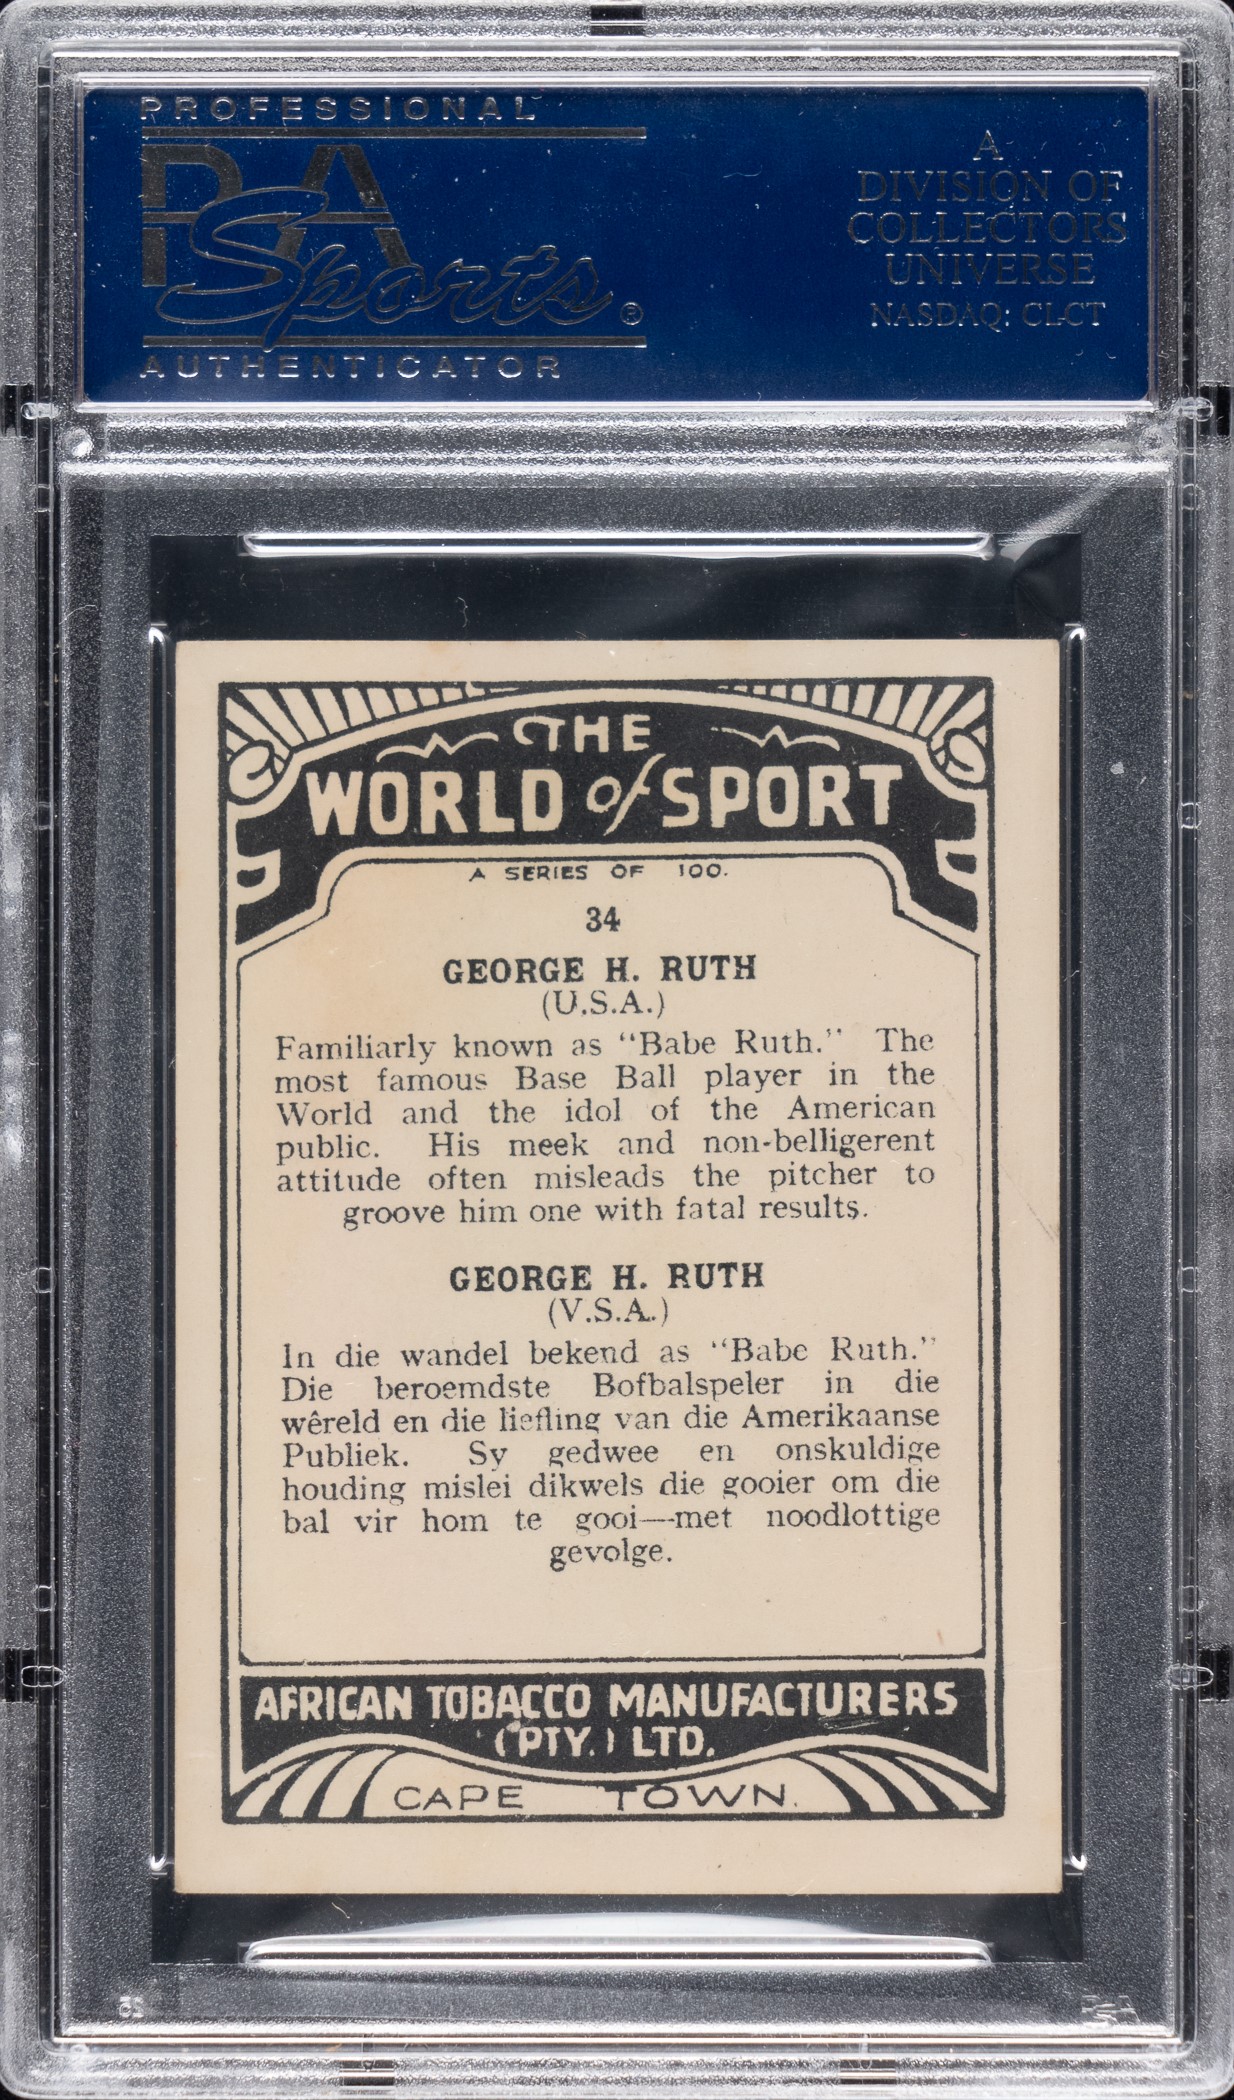 PROFESSIONAL
PSA
Sports®
AUTHENTICATOR
A
DIVISION OF
COLLECTORS
UNIVERSE
NASDAQ: CLCT
THE
WORLD of SPORT
A SERIES OF 100.
34
GEORGE H. RUTH
(U.S.A.)
Familiarly known as "Babe Ruth." The
most famous Base Ball player in the
World and the idol of the American
public. His meek and non-belligerent
attitude often misleads the pitcher to
groove him one with fatal results.
GEORGE H. RUTH
(V.S.A.)
In die wandel bekend as "Babe Ruth."
Die beroemdste Bofbalspeler in die
wêreld en die liefling van die Amerikaanse
Publiek. Sy gedwee en onskuldige
houding mislei dikwels die gooier om die
bal vir hom te gooi—met noodlottige
gevolge.
AFRICAN TOBACCO MANUFACTURERS
(PTY.) LTD.
CAPE TOWN.